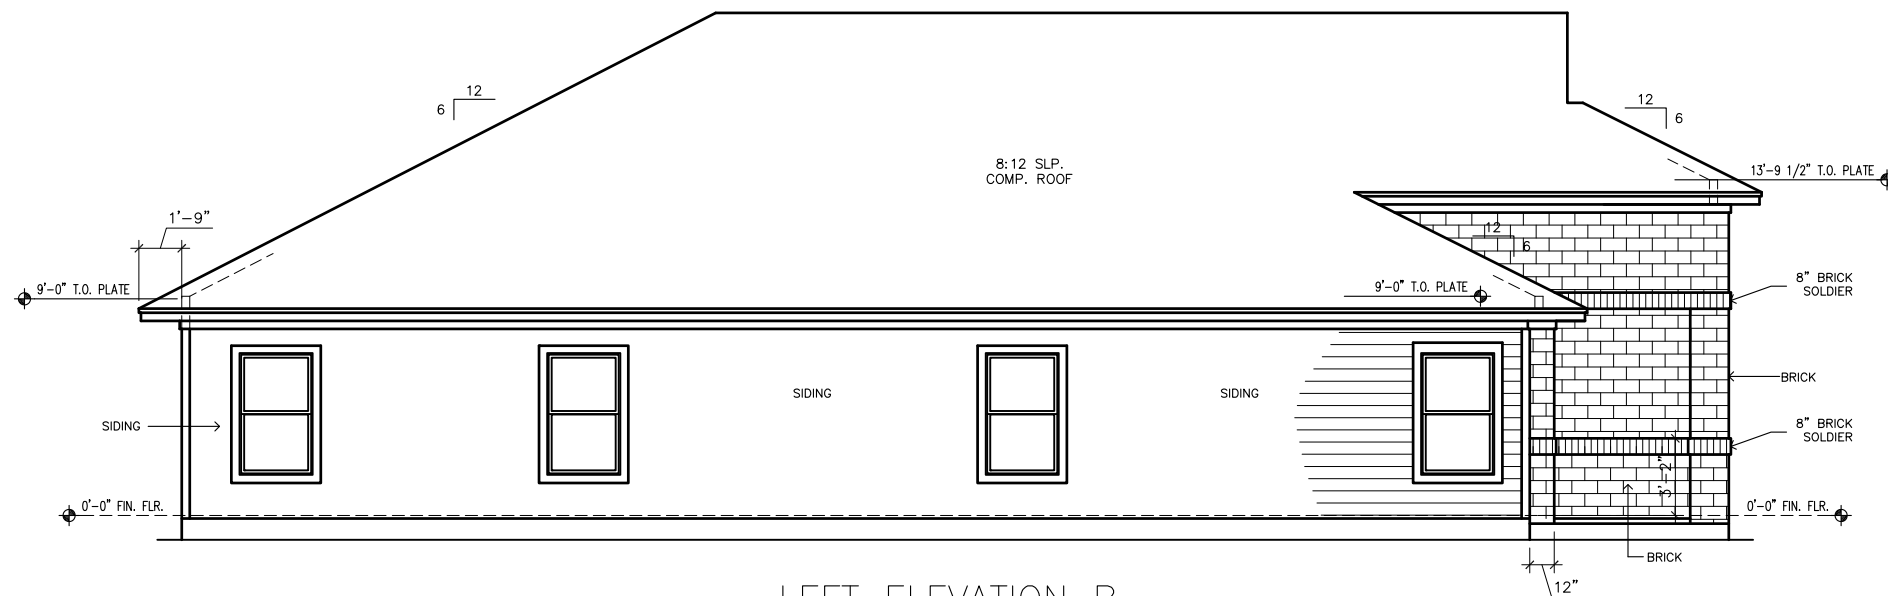 12
6
12
6
8:12 SLP.
COMP. ROOF
13'-9 1/2" T.O. PLATE
1'-9"
12
6
9'-0" T.O. PLATE
9'-0" T.O. PLATE
8" BRICK
SOLDIER
SIDING
SIDING
BRICK
SIDING
8" BRICK
SOLDIER
3'-2"
0'-0" FIN. FLR.
0'-0" FIN. FLR.
BRICK
12"
LEFT ELEVATION B